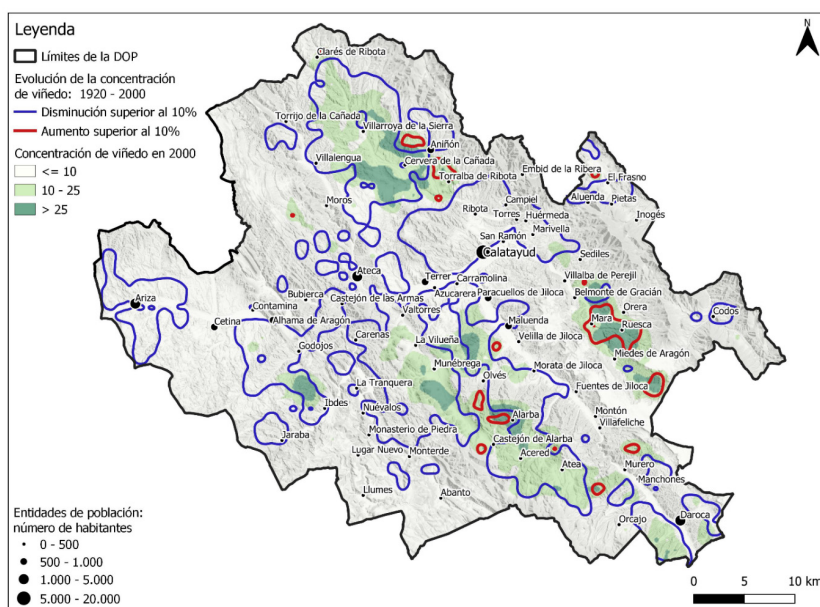 Leyenda
Límites de la DOP
Evolución de la concentración
de viñedo: 1920 - 2000
Disminución superior al 10%
Aumento superior al 10%
Concentración de viñedo en 2000
<= 10
10 - 25
> 25
N
Clarés de Ribota
Torrijo de la Cañada
Villarroya de la Sierra
Aniñón
Villalengua
Cervera de la Cañada
Torralba de Ribota
Embid de la Ribera
El Frasno
Moros
Ribota
Campiel
Aluenda
Pietas
Torres
Huérmeda
Inogés
San Ramón
Marivella
Calatayud
Sediles
Ateca
Terrer
Carramolina
Villalba de Perejil
Ariza
Bubierca
Castejón de las Armas
Azucarera
Paracuellos de Jiloca
Belmonte de Gracián
Contamina
Valtorres
Orera
Codos
Cetina
Alhama de Aragón
Maluenda
Mara
Ruesca
Godojos
Carenas
La Vilueña
Velilla de Jiloca
Miedes de Aragón
Munébrega
Morata de Jiloca
La Tranquera
Olvés
Fuentes de Jiloca
Ibdes
Nuévalos
Alarba
Montón
Villafeliche
Jaraba
Monasterio de Piedra
Castejón de Alarba
Lugar Nuevo
Monterde
Acered
Atea
Murero
Manchones
Llumes
Abanto
Orcajo
Daroca
Entidades de población:
número de habitantes
0 - 500
500 - 1.000
1.000 - 5.000
5.000 - 20.000
0 5 10 km